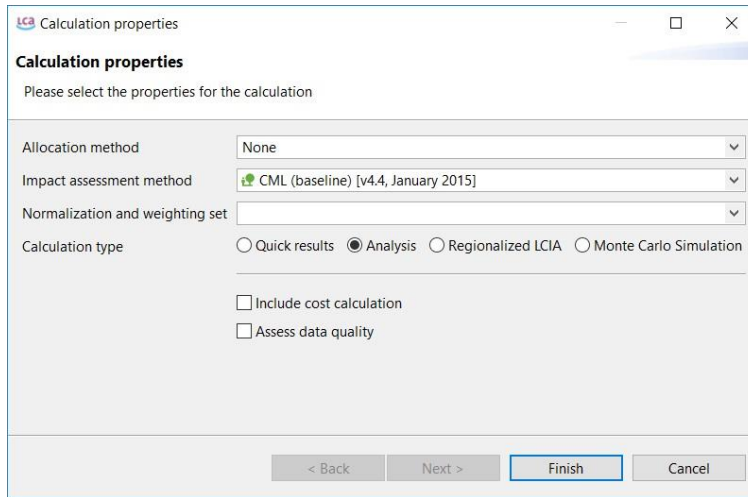 LCA Calculation properties
Calculation properties
Please select the properties for the calculation
Allocation method None
Impact assessment method CML (baseline) [v4.4, January 2015]
Normalization and weighting set
Calculation type Quick results Analysis Regionalized LCIA Monte Carlo Simulation
Include cost calculation
Assess data quality
< Back Next > Finish Cancel